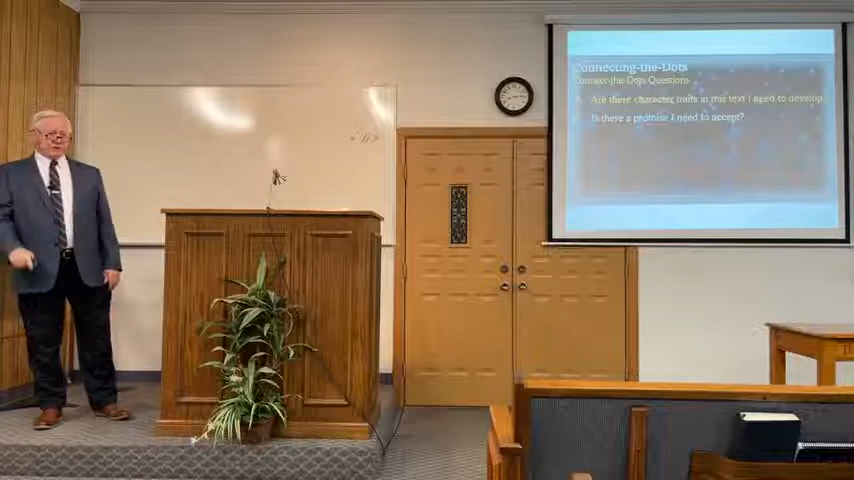 Connecting-the-Dots
Connect-the-Dots Questions
Are there character traits in this text I need to develop
Is there a promise I need to accept?